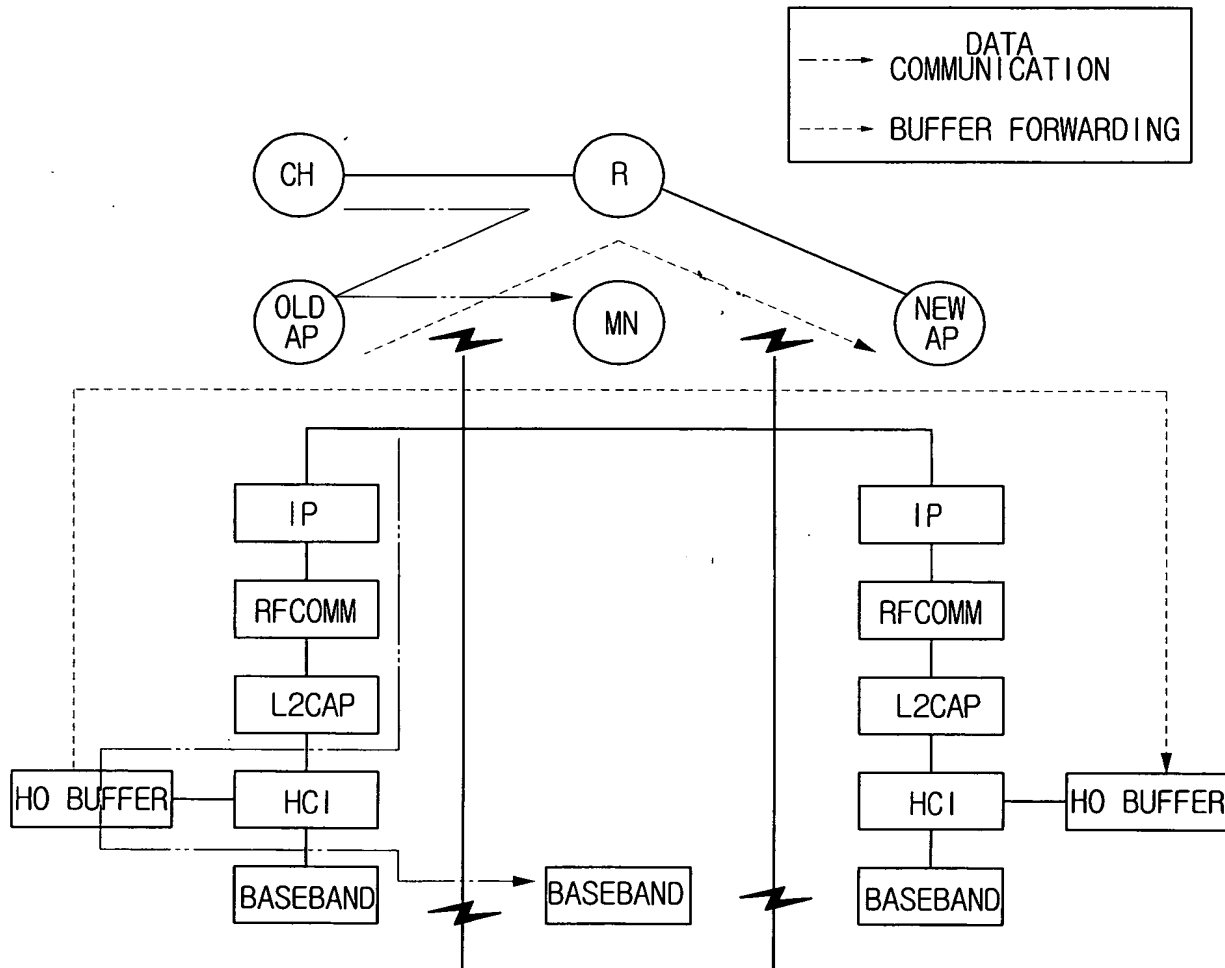 DATA
COMMUNICATION
BUFFER FORWARDING
CH
R
OLD
AP
MN
NEW
AP
IP
IP
RFCOMM
RFCOMM
L2CAP
L2CAP
HO BUFFER
HCI
HCI
HO BUFFER
BASEBAND
BASEBAND
BASEBAND